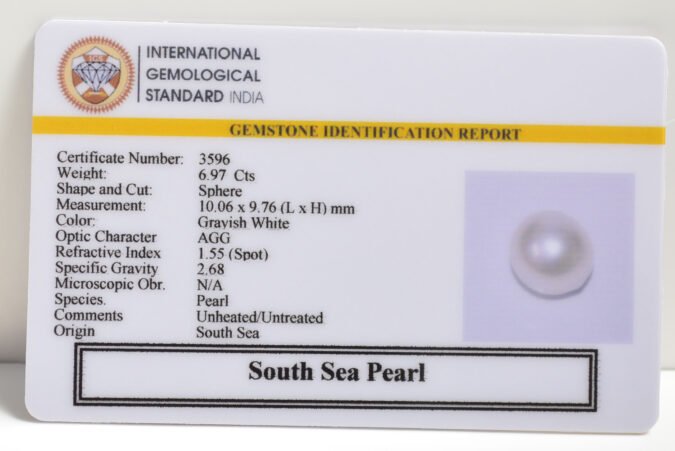 IGS
INTERNATIONAL
GEMOLOGICAL
STANDARD INDIA
GEMSTONE IDENTIFICATION REPORT
Certificate Number: 3596
Weight: 6.97 Cts
Shape and Cut: Sphere
Measurement: 10.06 x 9.76 (L x H) mm
Color: Grayish White
Optic Character AGG
Refractive Index 1.55 (Spot)
Specific Gravity 2.68
Microscopic Obr. N/A
Species. Pearl
Comments Unheated/Untreated
Origin South Sea
South Sea Pearl